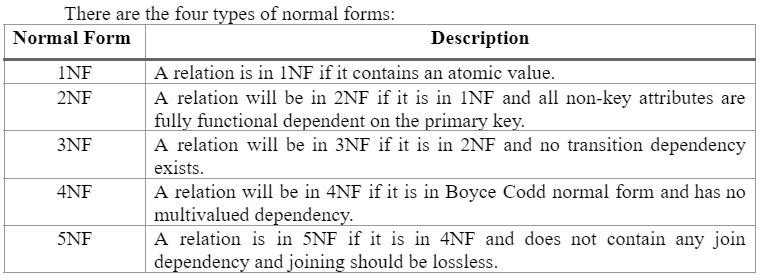 There are the four types of normal forms:
Normal Form Description
1NF A relation is in 1NF if it contains an atomic value.
2NF A relation will be in 2NF if it is in 1NF and all non-key attributes are
fully functional dependent on the primary key.
3NF A relation will be in 3NF if it is in 2NF and no transition dependency
exists.
4NF A relation will be in 4NF if it is in Boyce Codd normal form and has no
multivalued dependency.
5NF A relation is in 5NF if it is in 4NF and does not contain any join
dependency and joining should be lossless.